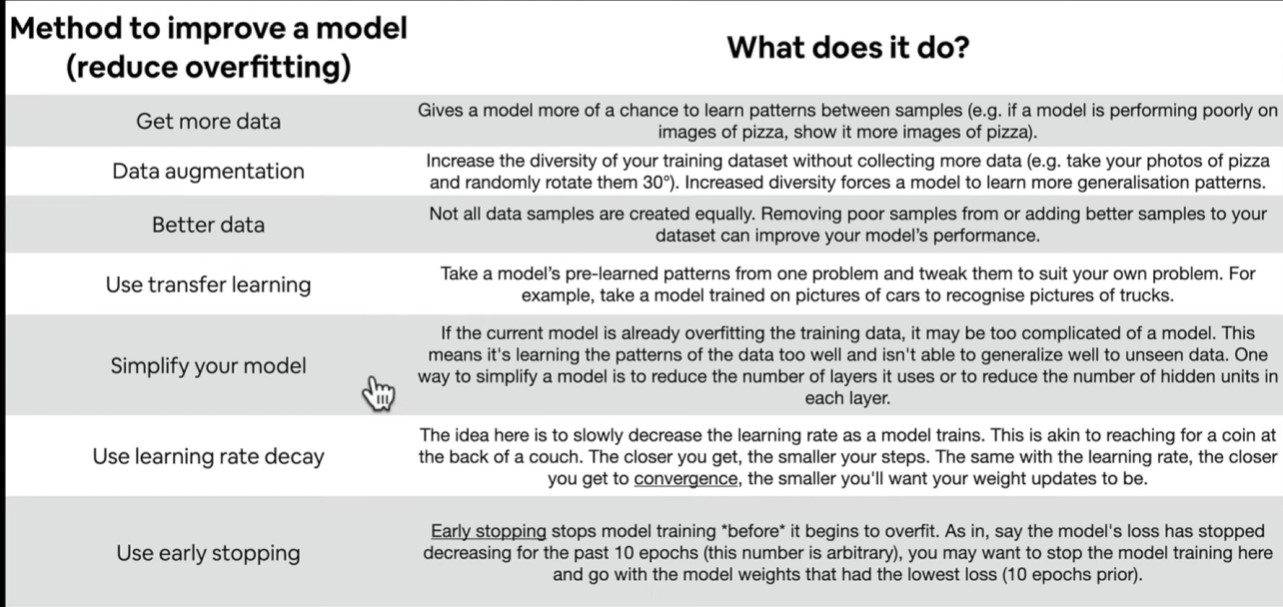 Method to improve a model
(reduce overfitting)
What does it do?
Get more data
Gives a model more of a chance to learn patterns between samples (e.g. if a model is performing poorly on
images of pizza, show it more images of pizza).
Data augmentation
Increase the diversity of your training dataset without collecting more data (e.g. take your photos of pizza
and randomly rotate them 30°). Increased diversity forces a model to learn more generalisation patterns.
Better data
Not all data samples are created equally. Removing poor samples from or adding better samples to your
dataset can improve your model's performance.
Use transfer learning
Take a model's pre-learned patterns from one problem and tweak them to suit your own problem. For
example, take a model trained on pictures of cars to recognise pictures of trucks.
Simplify your model
If the current model is already overfitting the training data, it may be too complicated of a model. This
means it's learning the patterns of the data too well and isn't able to generalize well to unseen data. One
way to simplify a model is to reduce the number of layers it uses or to reduce the number of hidden units in
each layer.
Use learning rate decay
The idea here is to slowly decrease the learning rate as a model trains. This is akin to reaching for a coin at
the back of a couch. The closer you get, the smaller your steps. The same with the learning rate, the closer
you get to convergence, the smaller you'll want your weight updates to be.
Use early stopping
Early stopping stops model training *before* it begins to overfit. As in, say the model's loss has stopped
decreasing for the past 10 epochs (this number is arbitrary), you may want to stop the model training here
and go with the model weights that had the lowest loss (10 epochs prior).